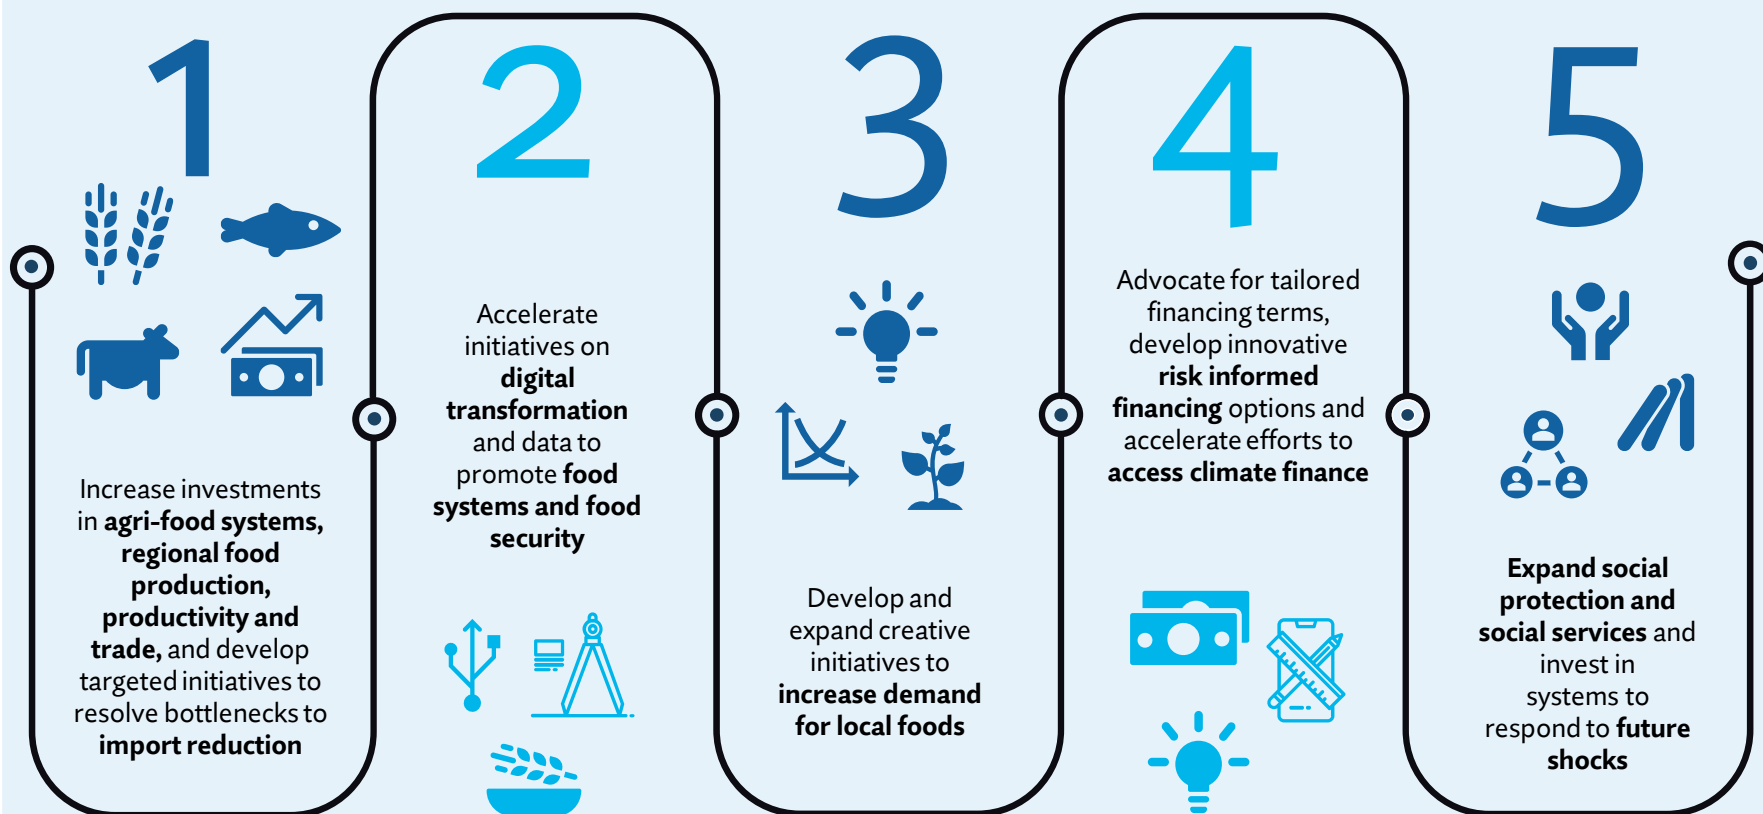 1
Increase investments
in agri-food systems,
regional food
production,
productivity and
trade, and develop
targeted initiatives to
resolve bottlenecks to
import reduction
2
Accelerate
initiatives on
digital
transformation
and data to
promote food
systems and food
security
3
Develop and
expand creative
initiatives to
increase demand
for local foods
4
Advocate for tailored
financing terms,
develop innovative
risk informed
financing options and
accelerate efforts to
access climate finance
5
Expand social
protection and
social services and
invest in
systems to
respond to future
shocks